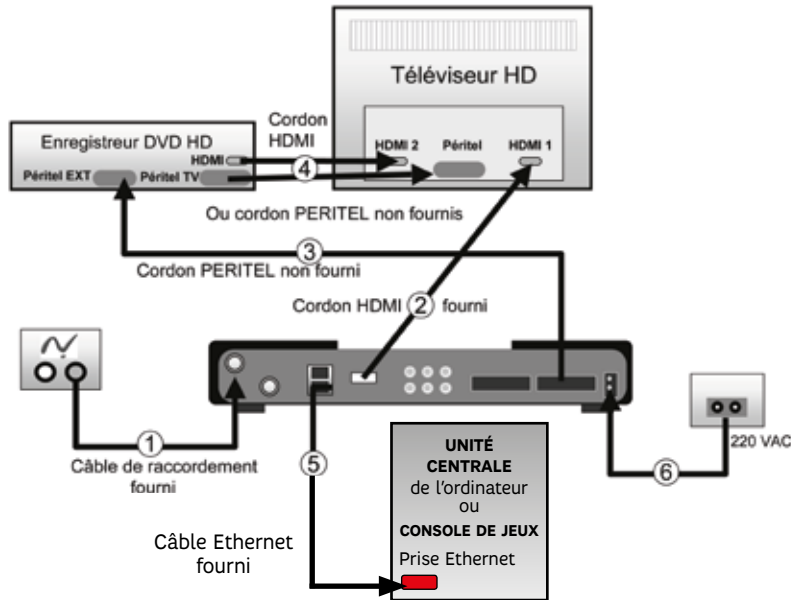 Téléviseur HD
Cordon
HDMI
Enregistreur DVD HD
HDMI
Péritel EXT
Péritel TV
4
HDMI 2
Péritel
HDMI 1
Ou cordon PERITEL non fournis
3
Cordon PERITEL non fourni
Cordon HDMI 2 fourni
1
Câble de raccordement
fourni
5
UNITÉ
CENTRALE
de l'ordinateur
ou
CONSOLE DE JEUX
Prise Ethernet
Câble Ethernet
fourni
6
220 VAC